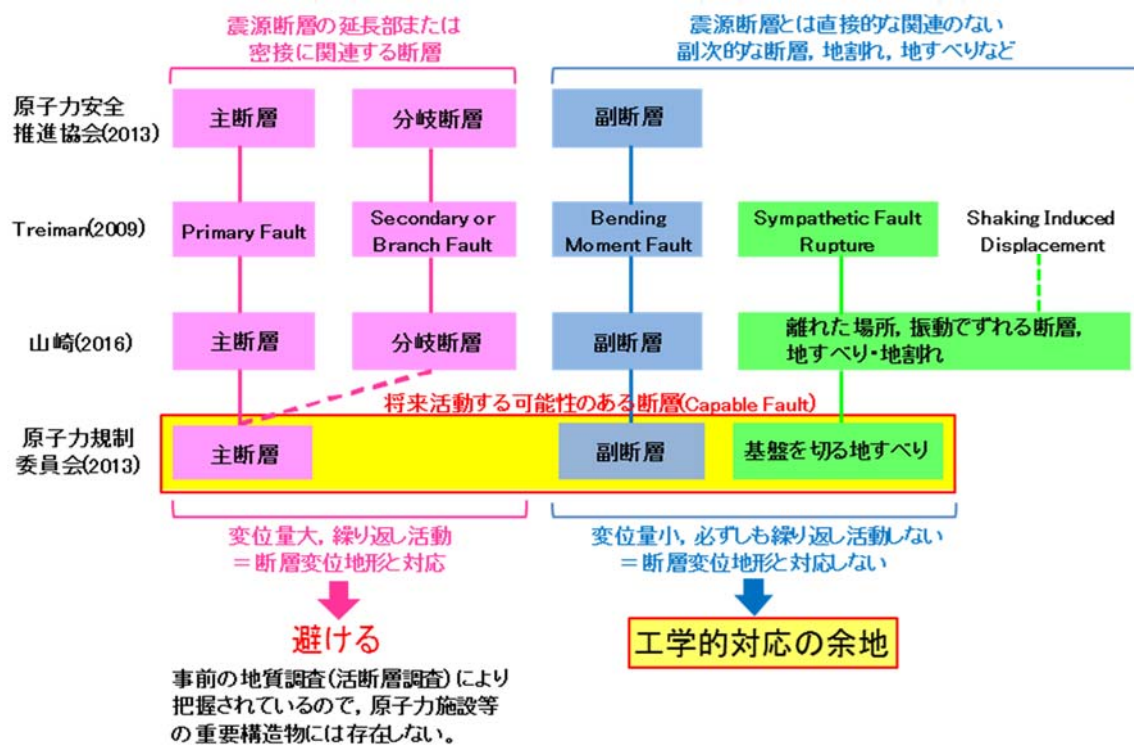 震源断層の延長部または
密接に関連する断層
震源断層とは直接的な関連のない
副次的な断層, 地割れ, 地すべりなど
原子力安全
推進協会(2013)
主断層
分岐断層
副断層
Treiman(2009)
Primary Fault
Secondary or
Branch Fault
Bending
Moment Fault
Sympathetic Fault
Rupture
Shaking Induced
Displacement
山崎(2016)
主断層
分岐断層
副断層
離れた場所, 振動でずれる断層,
地すべり・地割れ
将来活動する可能性のある断層(Capable Fault)
原子力規制
委員会(2013)
主断層
副断層
基盤を切る地すべり
変位量大, 繰り返し活動
＝断層変位地形と対応
変位量小, 必ずしも繰り返し活動しない
＝断層変位地形と対応しない
避ける
工学的対応の余地
事前の地質調査(活断層調査)により
把握されているので, 原子力施設等
の重要構造物には存在しない。